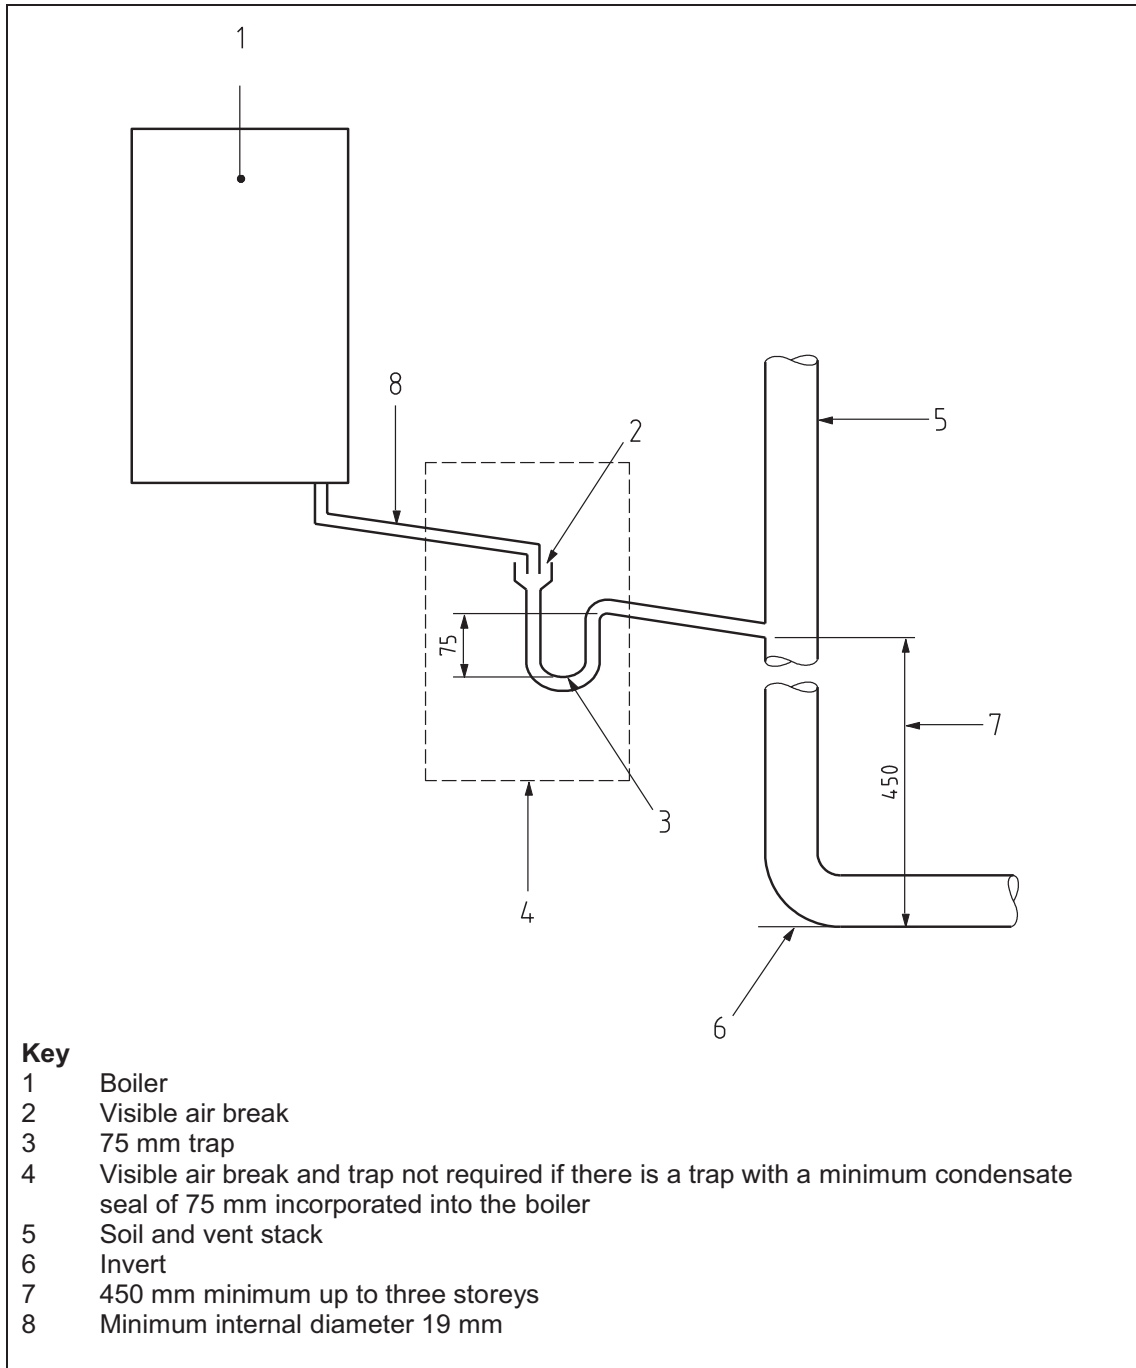 1
8
2
5
75
7
450
3
4
6
Key
1 Boiler
2 Visible air break
3 75 mm trap
4 Visible air break and trap not required if there is a trap with a minimum condensate
seal of 75 mm incorporated into the boiler
5 Soil and vent stack
6 Invert
7 450 mm minimum up to three storeys
8 Minimum internal diameter 19 mm